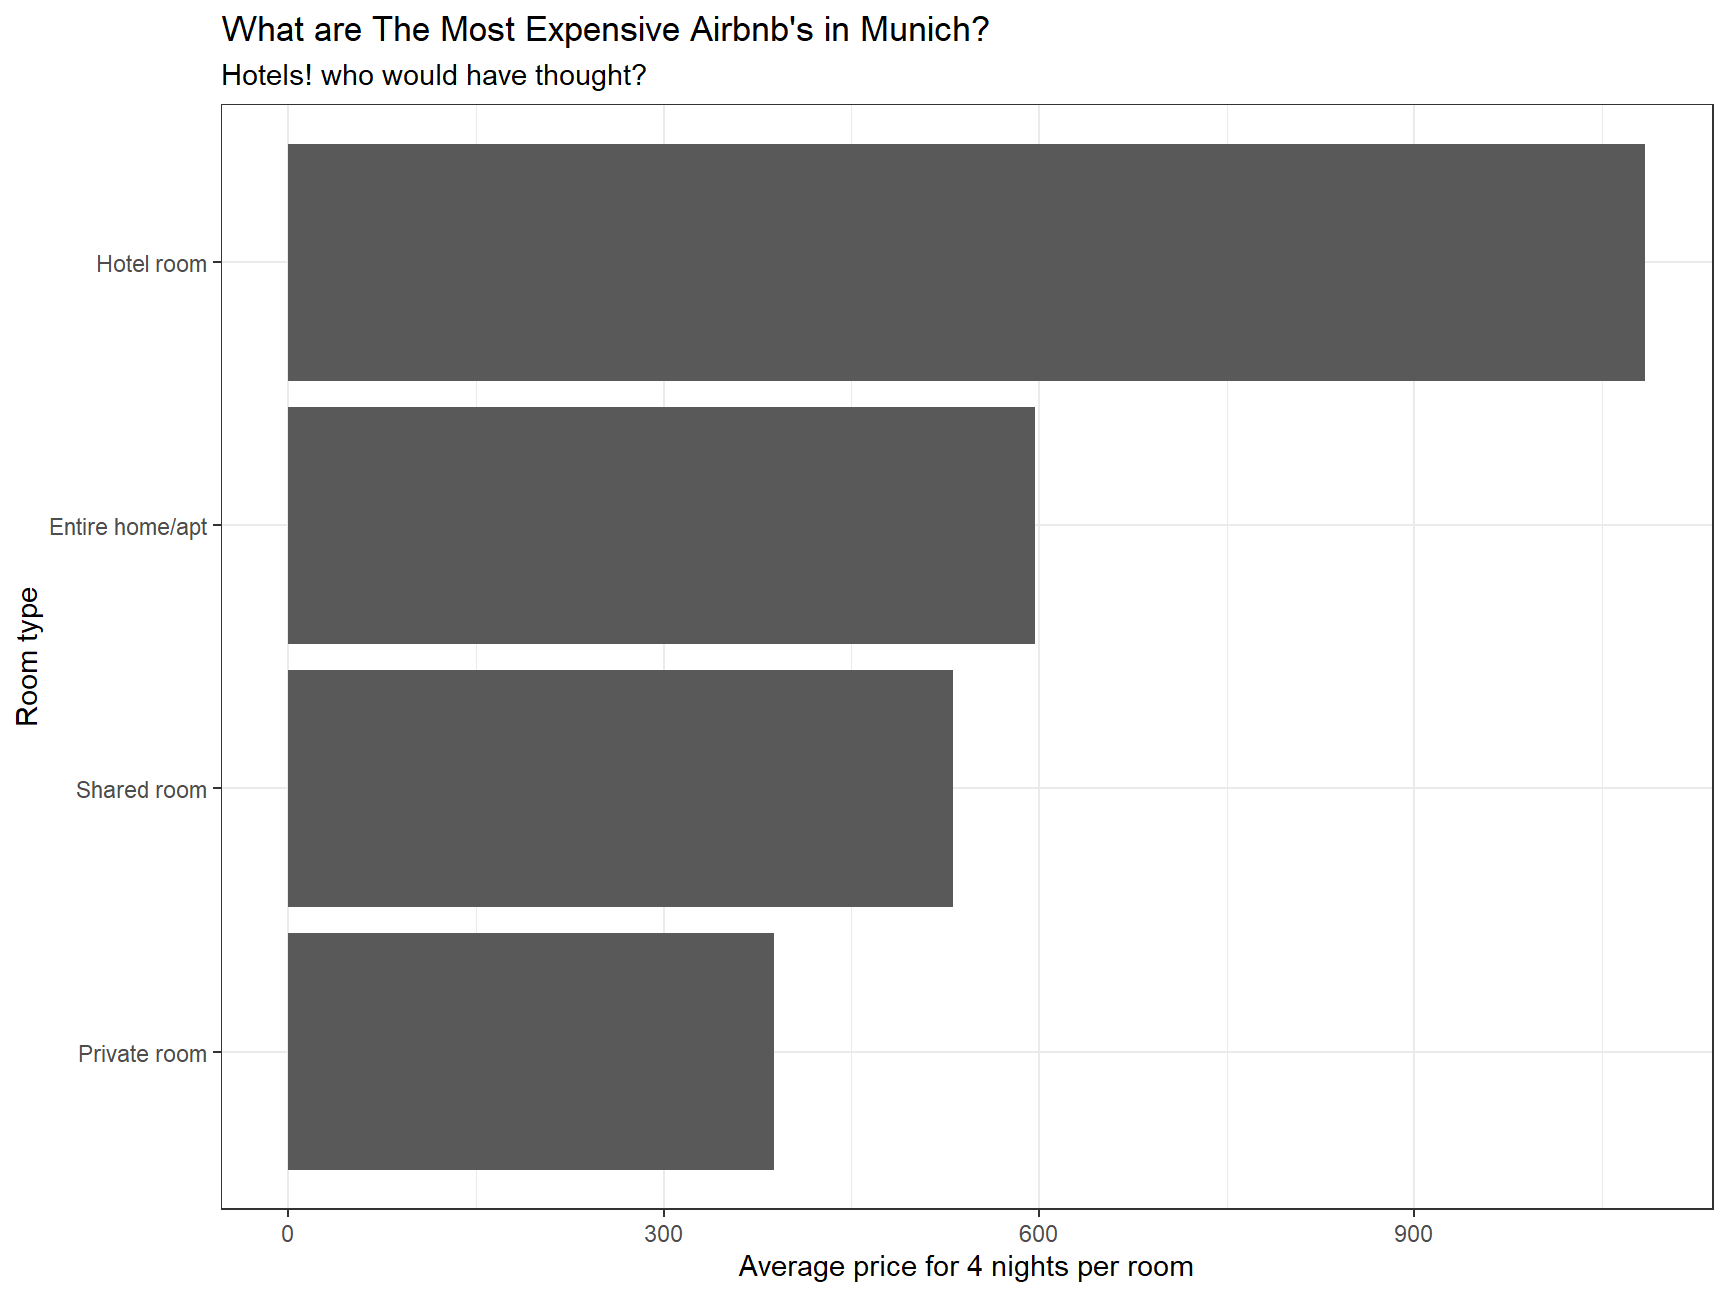 What are The Most Expensive Airbnb's in Munich?
Hotels! who would have thought?
Hotel room
Entire home/apt
Shared room
Private room
Room type
0 300 600 900
Average price for 4 nights per room